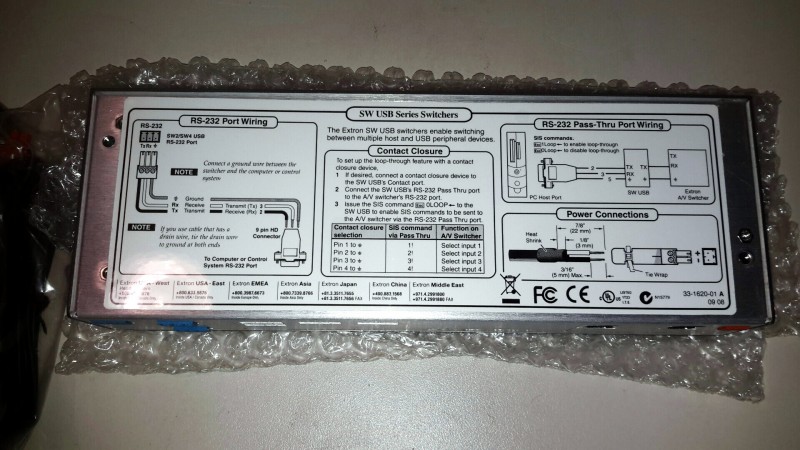 SW USB Series Switchers
RS-232 Port Wiring
RS-232
TxRx
SW2/SW4 USB
RS-232 Port
NOTE
Connect a ground wire between the
switcher and the computer or control
system
Ground
Rx Receive Transmit (Tx) 3
Tx Transmit Receive (Rx) 2
NOTE
If you use cable that has a
drain wire, tie the drain wire
to ground at both ends
9 pin HD
Connector
To Computer or Control
System RS-232 Port
The Extron SW USB switchers enable switching
between multiple host and USB peripheral devices.
Contact Closure
To set up the loop-through feature with a contact
closure device,
1 If desired, connect a contact closure device to
the SW USB's Contact port.
2 Connect the SW USB's RS-232 Pass Thru port
to the A/V switcher's RS-232 port.
3 Issue the SIS command Esc 0LOOP← to the
SW USB to enable SIS commands to be sent to
the A/V switcher via the RS-232 Pass Thru port.
Contact closure selection SIS command via Pass Thru Function on A/V Switcher
Pin 1 to 1! Select input 1
Pin 2 to 2! Select input 2
Pin 3 to 3! Select input 3
Pin 4 to 4! Select input 4
RS-232 Pass-Thru Port Wiring
SIS commands.
Esc 1Loop← to enable loop-through
Esc 0Loop← to disable loop-through
TX TX
RX RX
2
3
5
PC Host Port
SW USB
Extron
A/V Switcher
Power Connections
Heat
Shrink
7/8"
(22 mm)
1/8"
(3 mm)
3/16"
(5 mm) Max.
Tie Wrap
Extron USA - East
Extron EMEA
Extron Asia
Extron Japan
Extron China
Extron Middle East
FC CE
UL US
LISTED
N12779
33-1620-01 A
09 08